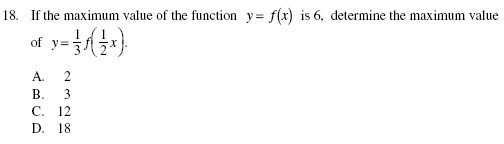 18. If the maximum value of the function y = f(x) is 6, determine the maximum value
of y = 1/3 f(1/2 x).
A. 2
B. 3
C. 12
D. 18